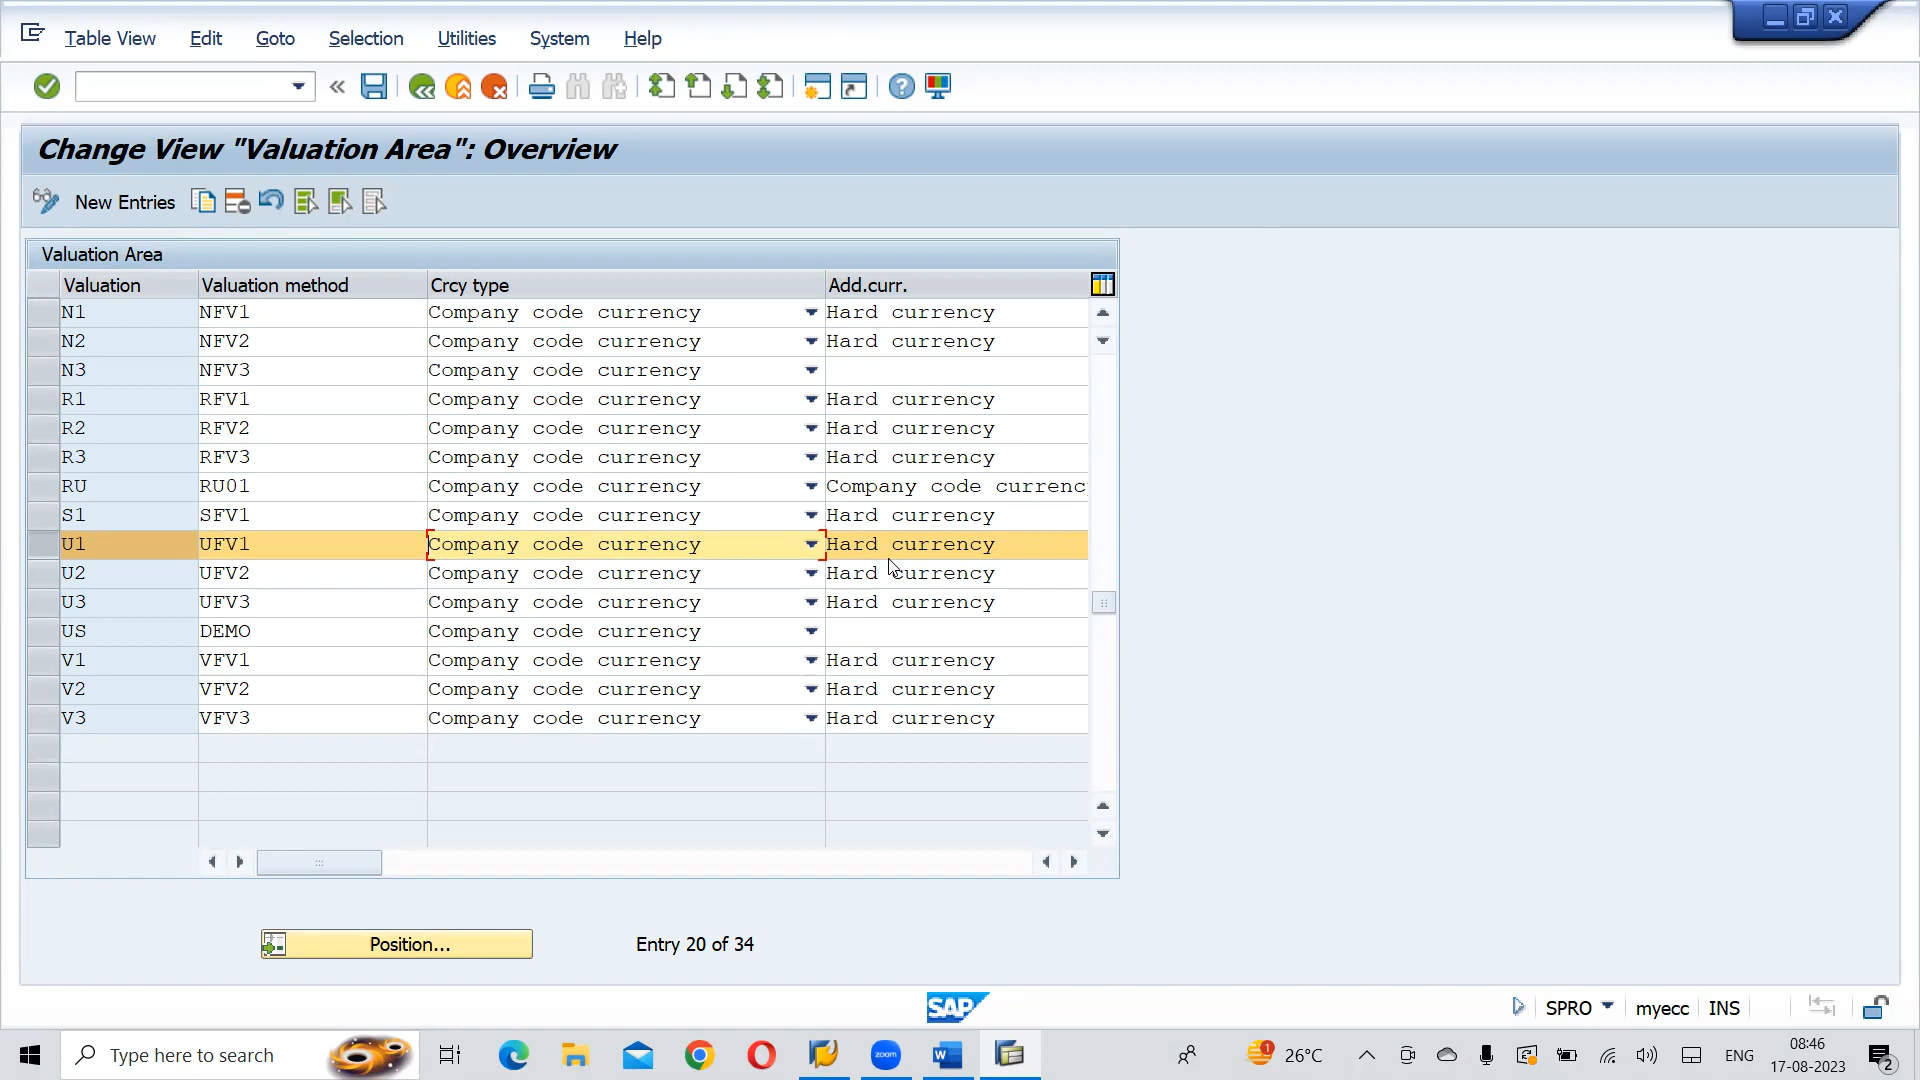 Table View Edit Goto Selection Utilities System Help
Change View "Valuation Area": Overview
New Entries
Valuation Area
Valuation Valuation method Crcy type Add.curr.
N1 NFV1 Company code currency Hard currency
N2 NFV2 Company code currency Hard currency
N3 NFV3 Company code currency
R1 RFV1 Company code currency Hard currency
R2 RFV2 Company code currency Hard currency
R3 RFV3 Company code currency Hard currency
RU RU01 Company code currency Company code currenc
S1 SFV1 Company code currency Hard currency
U1 UFV1 Company code currency Hard currency
U2 UFV2 Company code currency Hard currency
U3 UFV3 Company code currency Hard currency
US DEMO Company code currency
V1 VFV1 Company code currency Hard currency
V2 VFV2 Company code currency Hard currency
V3 VFV3 Company code currency Hard currency
Position... Entry 20 of 34
SAP SPRO myecc INS
Type here to search zoom W 1 26°C ENG 08:46
17-08-2023 2